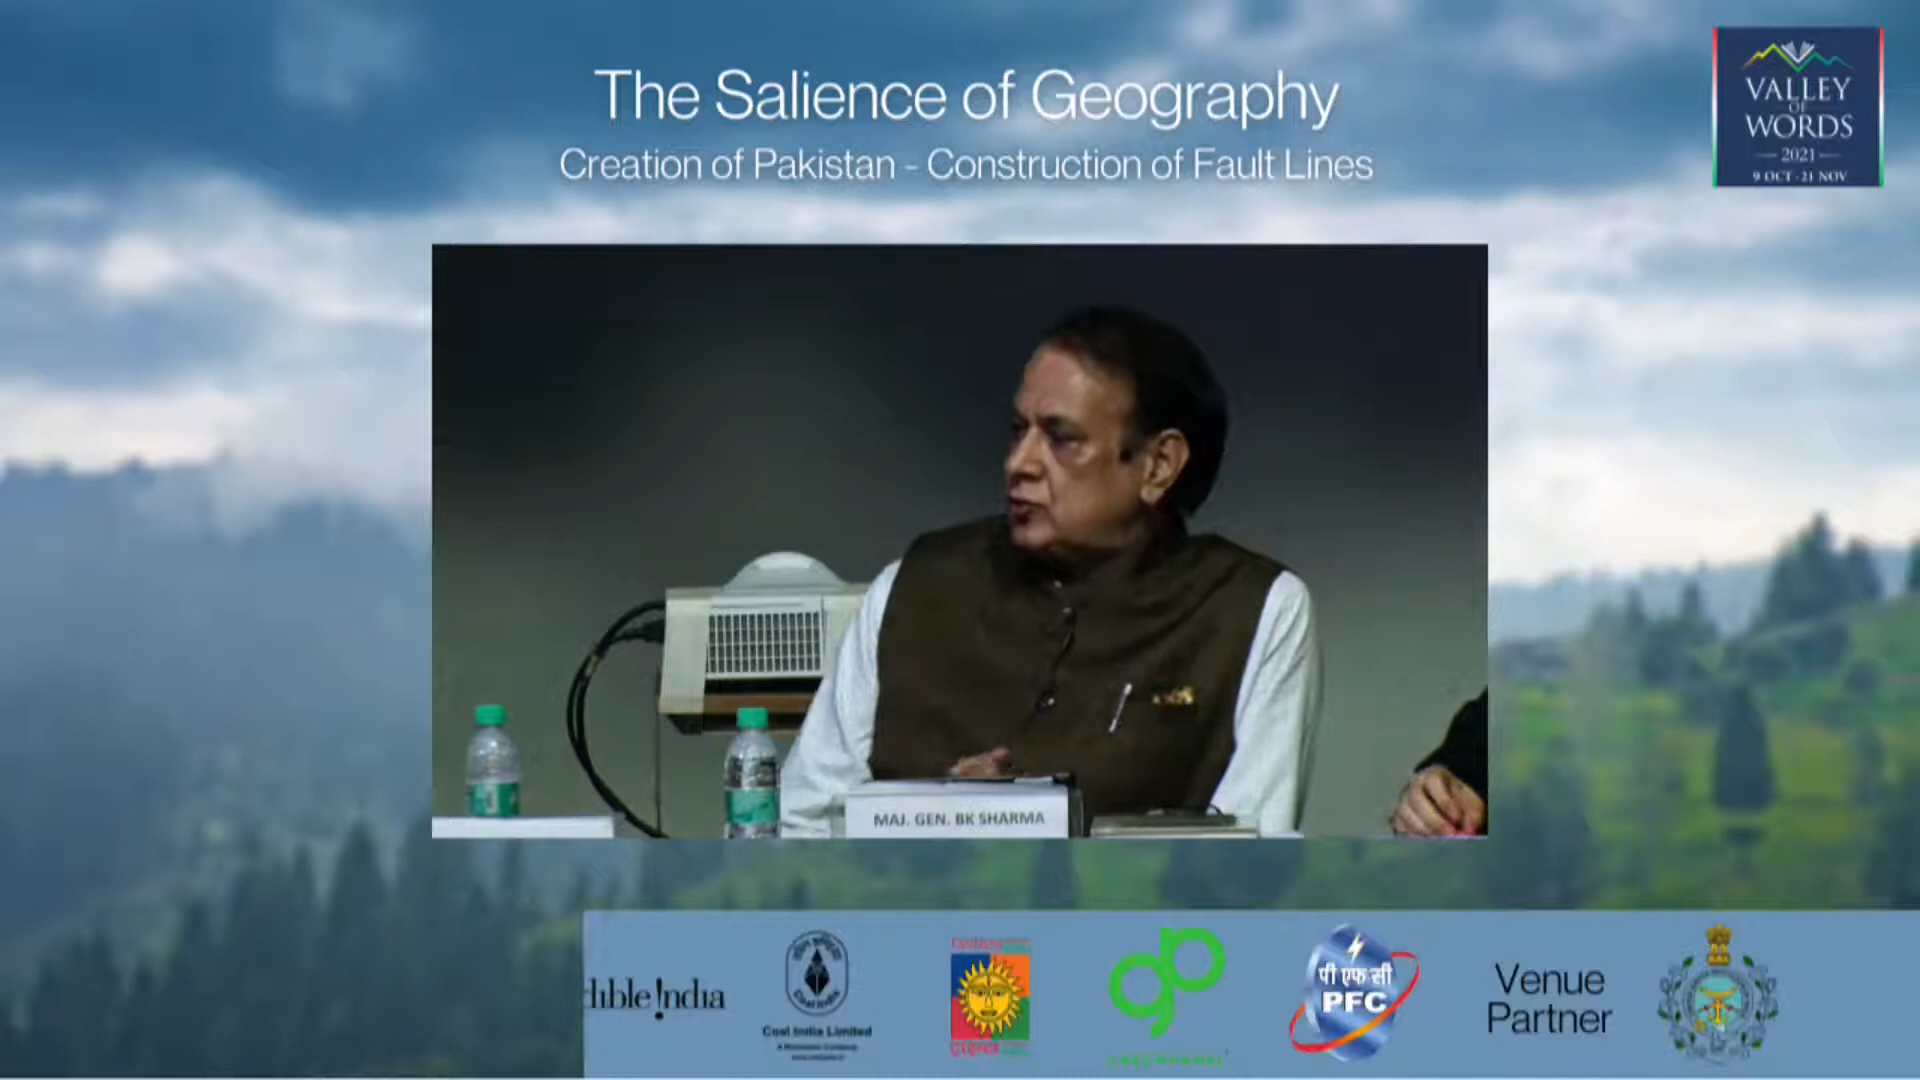 The Salience of Geography
Creation of Pakistan - Construction of Fault Lines
VALLEY
OF
WORDS
2021
9 OCT - 21 NOV
MAJ. GEN. BK SHARMA
dible !ndia
Coal India Limited
पी एफ सी
PFC
Venue
Partner